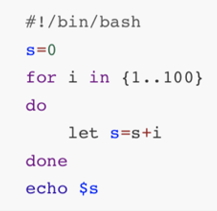 #!/bin/bash
s=0
for i in {1..100}
do
    let s=s+i
done
echo $s